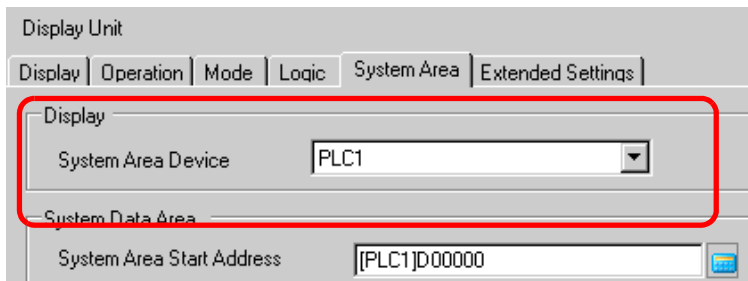 Display Unit
Display Operation Mode Logic System Area Extended Settings
Display
System Area Device PLC1
System Data Area
System Area Start Address [PLC1]D00000